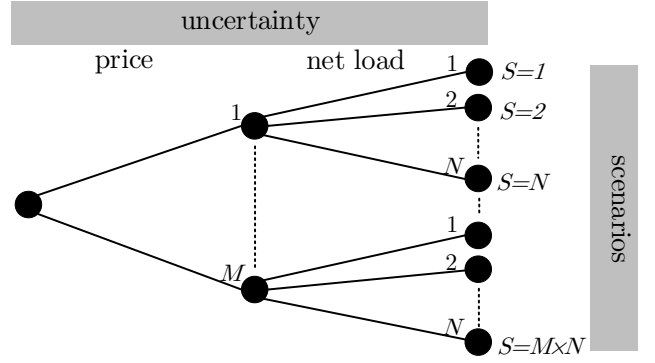 uncertainty
price net load
1 S=1
1 2 S=2
N S=N
1
M 2
N S=M×N
scenarios